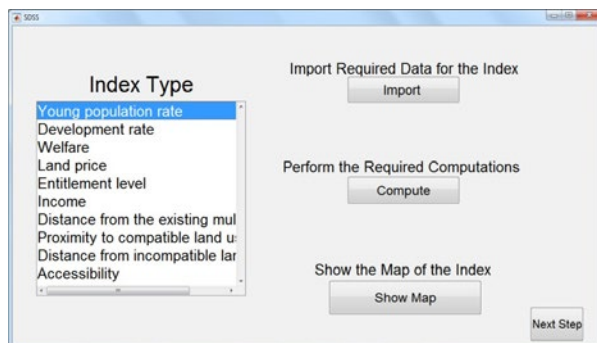 SDSS
Index Type
Young population rate
Development rate
Welfare
Land price
Entitlement level
Income
Distance from the existing mul
Proximity to compatible land u
Distance from incompatible lar
Accessibility
Import Required Data for the Index
Import
Perform the Required Computations
Compute
Show the Map of the Index
Show Map
Next Step